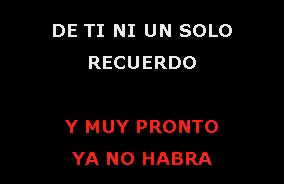 DE TI NI UN SOLO
RECUERDO
Y MUY PRONTO
YA NO HABRA